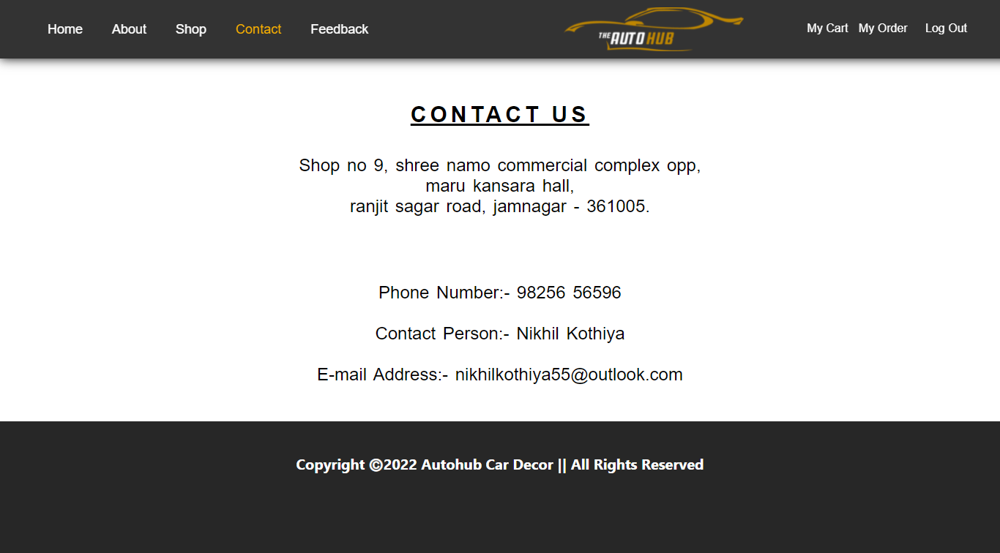 Home About Shop Contact Feedback THE AUTO HUB My Cart My Order Log Out
CONTACT US
Shop no 9, shree namo commercial complex opp,
maru kansara hall,
ranjit sagar road, jamnagar - 361005.
Phone Number:- 98256 56596
Contact Person:- Nikhil Kothiya
E-mail Address:- nikhilkothiya55@outlook.com
Copyright ©2022 Autohub Car Decor || All Rights Reserved